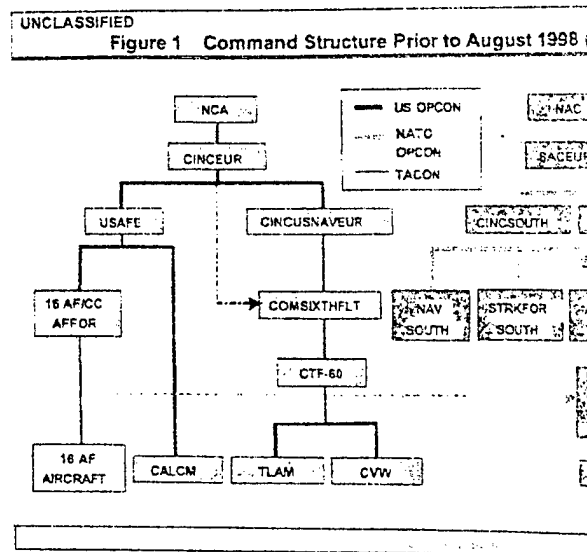 UNCLASSIFIED
Figure 1 Command Structure Prior to August 1998
NCA
CINCEUR
US OPCON
NATO
OPCON
TACON
NAC
SACEUR
USAFE
CINCUSNAVEUR
CINCSOUTH
16 AF/CC
AFFOR
COMSIXTHFLT
NAV
SOUTH
STRKFOR
SOUTH
CTF-60
16 AF
AIRCRAFT
CALCM
TLAM
CVW